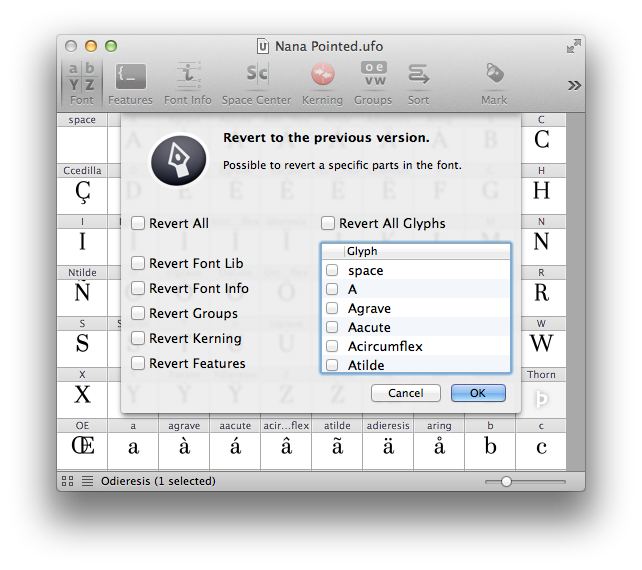 Nana Pointed.ufo
a b
Y Z
{_
i
Sc
o e
v w
Font Features Font Info Space Center Kerning Groups Sort Mark
space C
C
Revert to the previous version.
Possible to revert a specific parts in the font.
Ccedilla H
Ç H
I N
I N
Revert All Revert All Glyphs
Glyph
Revert Font Lib space
Revert Font Info A
Revert Groups Agrave
Revert Kerning Aacute
Revert Features Acircumflex
Atilde
Cancel OK
Ntilde R
Ñ R
S W
S W
X Thorn
X Þ
OE a agrave aacute acir...flex atilde adieresis aring b c
Œ a à á â ã ä å b c
Odieresis (1 selected)